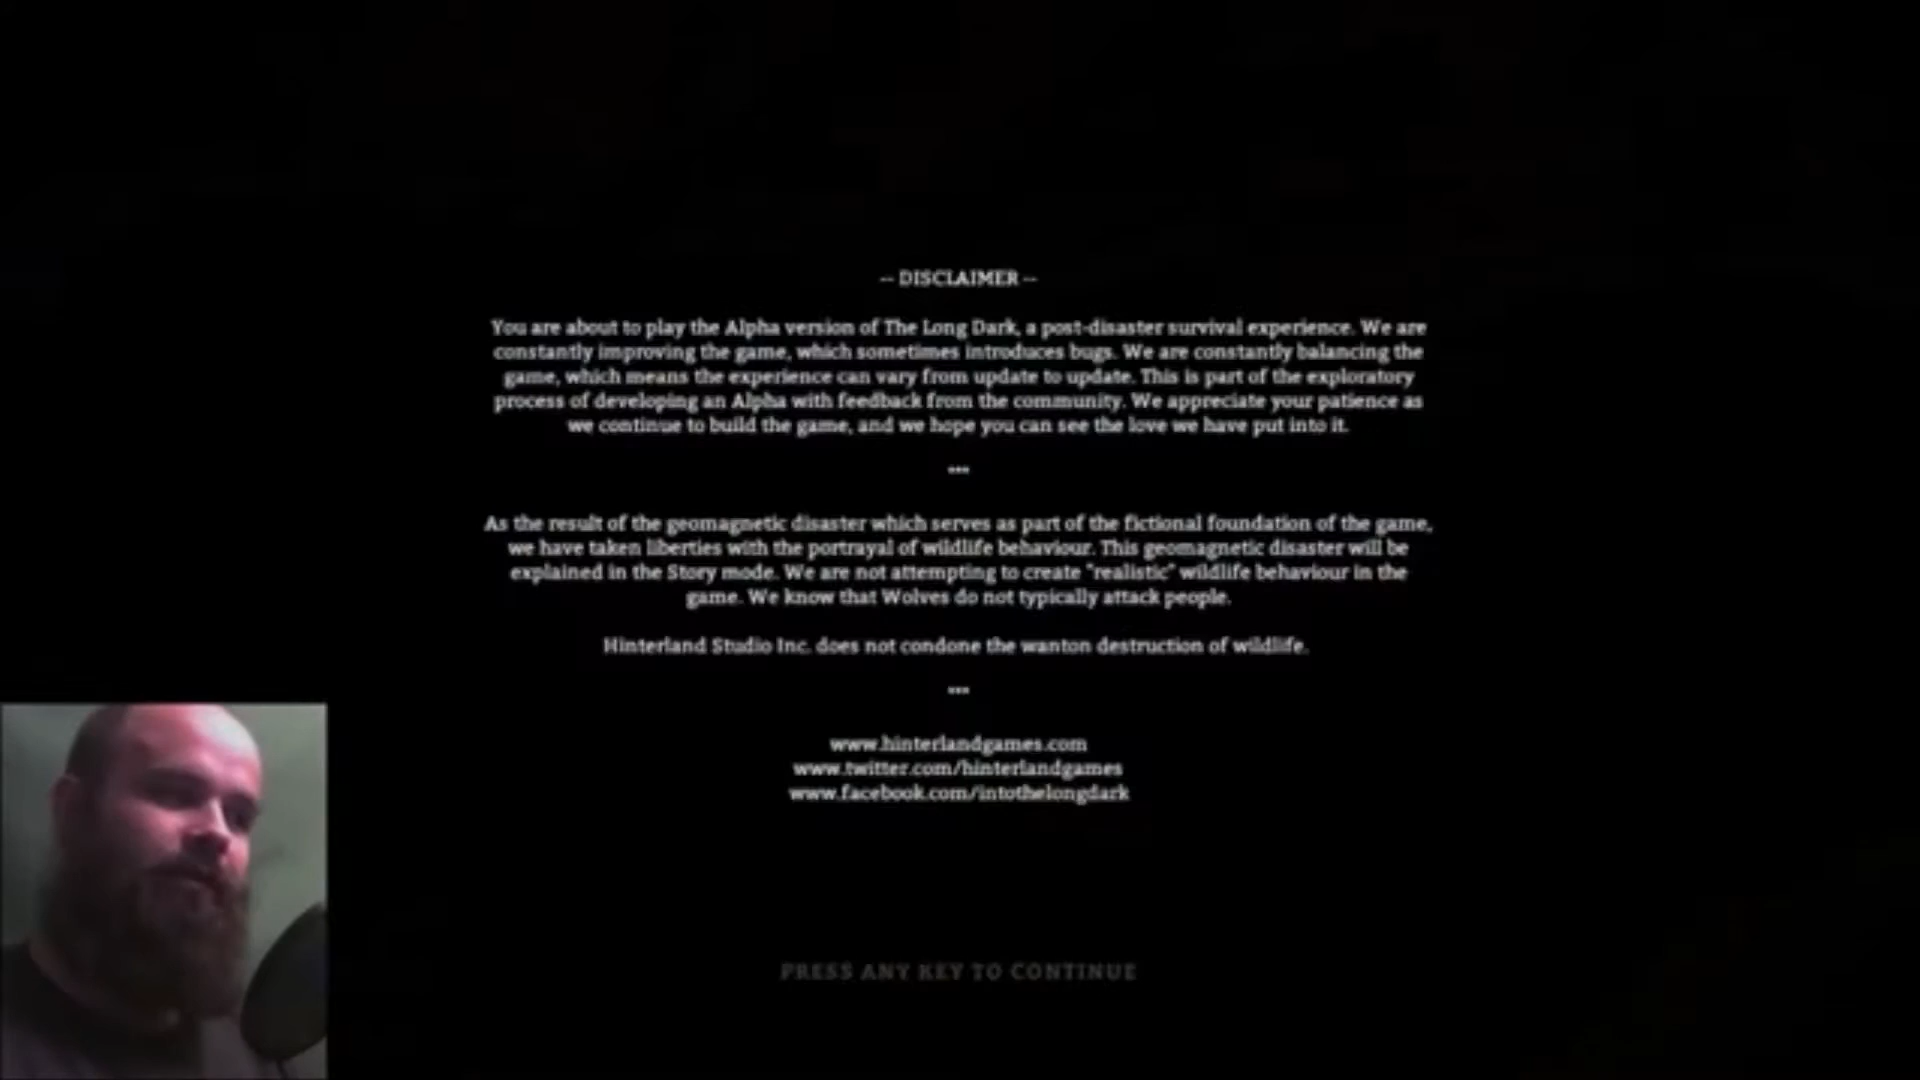 -- DISCLAIMER --
You are about to play the Alpha version of The Long Dark, a post-disaster survival experience. We are
constantly improving the game, which sometimes introduces bugs. We are constantly balancing the
game, which means the experience can vary from update to update. This is part of the exploratory
process of developing an Alpha with feedback from the community. We appreciate your patience as
we continue to build the game, and we hope you can see the love we have put into it.
---
As the result of the geomagnetic disaster which serves as part of the fictional foundation of the game,
we have taken liberties with the portrayal of wildlife behaviour. This geomagnetic disaster will be
explained in the Story mode. We are not attempting to create "realistic" wildlife behaviour in the
game. We know that Wolves do not typically attack people.
Hinterland Studio Inc. does not condone the wanton destruction of wildlife.
---
www.hinterlandgames.com
www.twitter.com/hinterlandgames
www.facebook.com/intothelongdark
PRESS ANY KEY TO CONTINUE